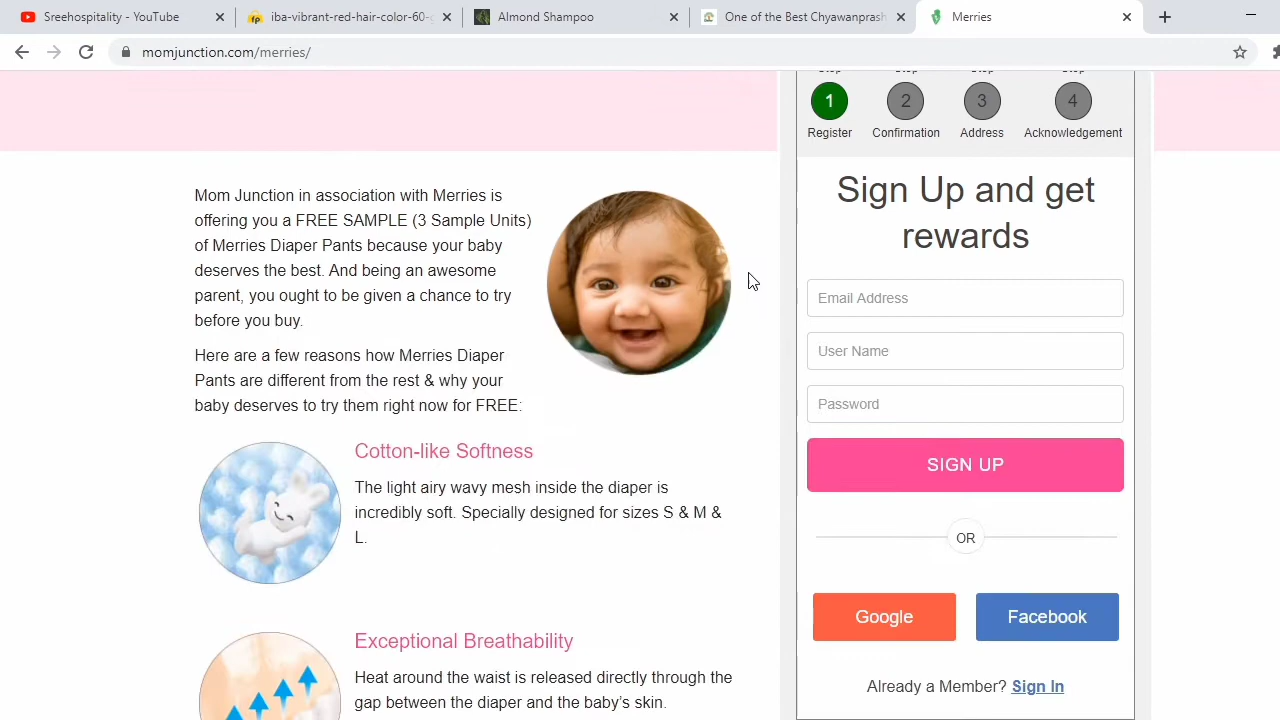 Sreehospitality - YouTube
iba-vibrant-red-hair-color-60-g
Almond Shampoo
One of the Best Chyawanprash
Merries
momjunction.com/merries/
1
2
3
4
Register
Confirmation
Address
Acknowledgement
Mom Junction in association with Merries is
offering you a FREE SAMPLE (3 Sample Units)
of Merries Diaper Pants because your baby
deserves the best. And being an awesome
parent, you ought to be given a chance to try
before you buy.
Here are a few reasons how Merries Diaper
Pants are different from the rest & why your
baby deserves to try them right now for FREE:
Cotton-like Softness
The light airy wavy mesh inside the diaper is
incredibly soft. Specially designed for sizes S & M &
L.
Exceptional Breathability
Heat around the waist is released directly through the
between the diaper and the baby's skin.
Sign Up and get
rewards
Email Address
User Name
Password
SIGN UP
OR
Google
Facebook
Already a Member? Sign In